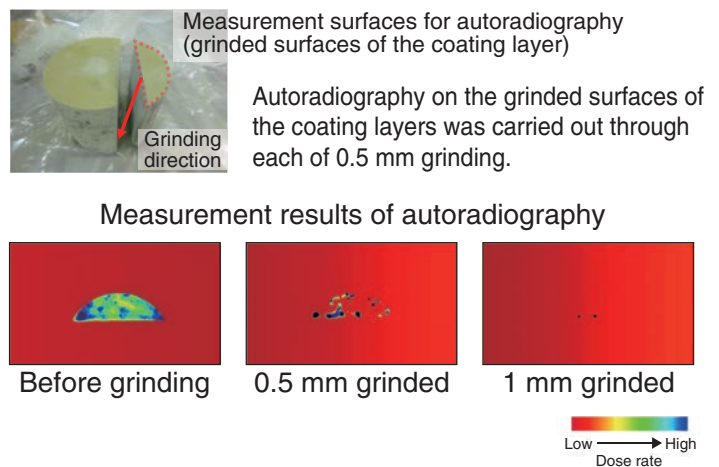 Measurement surfaces for autoradiography
(grinded surfaces of the coating layer)
Grinding
direction
Autoradiography on the grinded surfaces of
the coating layers was carried out through
each of 0.5 mm grinding.
Measurement results of autoradiography
Before grinding
0.5 mm grinded
1 mm grinded
Low
High
Dose rate